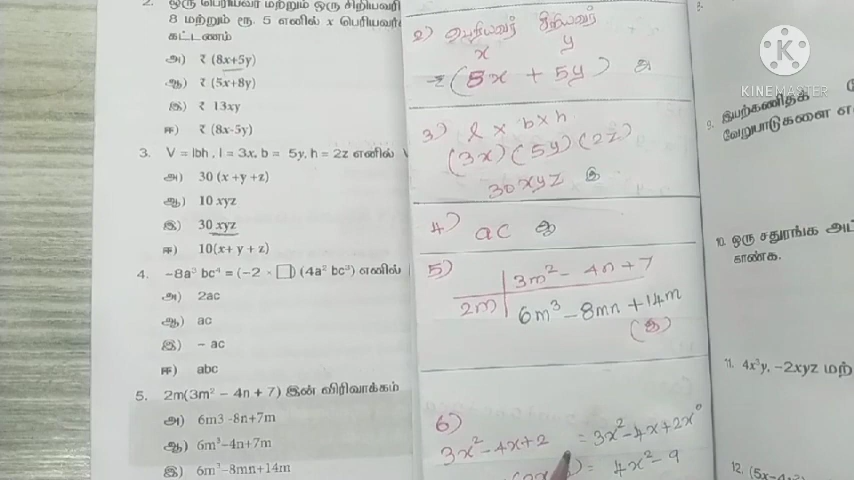 2. ஒரு பெரியவர் மற்றும் ஒரு சிறியவரி
8 மற்றும் ரூ. 5 எனில் x பெரியவர்
கட்டணம்
அ) ₹ (8x+5y)
ஆ) ₹ (5x+8y)
இ) ₹ 13xy
ஈ) ₹ (8x-5y)
3. V = lbh, l = 3x, b = 5y, h = 2z எனில்
அ) 30 (x +y +z)
ஆ) 10 xyz
இ) 30 xyz
ஈ) 10(x+ y + z)
4. -8a³ bc⁴ = (-2 × □) (4a² bc³) எனில்
அ) 2ac
ஆ) ac
இ) - ac
ஈ) abc
5. 2m(3m² - 4n + 7) இன் விரிவாக்கம்
அ) 6m3 -8n+7m
ஆ) 6m³-4n+7m
இ) 6m³-8mn+14m
2) பெரியவர் சிறியவர்
x y
₹ (8x + 5y) அ
3) l × b × h
(3x) (5y) (2z)
30xyz இ
4) ac ஆ
5) 3m² - 4n + 7
2m 6m³ - 8mn + 14m
(இ)
6)
3x² - 4x + 2 = 3x² - 4x + 2x⁰
= 4x² - 9
KINEMASTER
9. இயற்கணிதக்
வேறுபாடுகளை
10. ஒரு சதுரங்க அட்
காண்க.
11. 4x³y, -2xyz மற்
12.